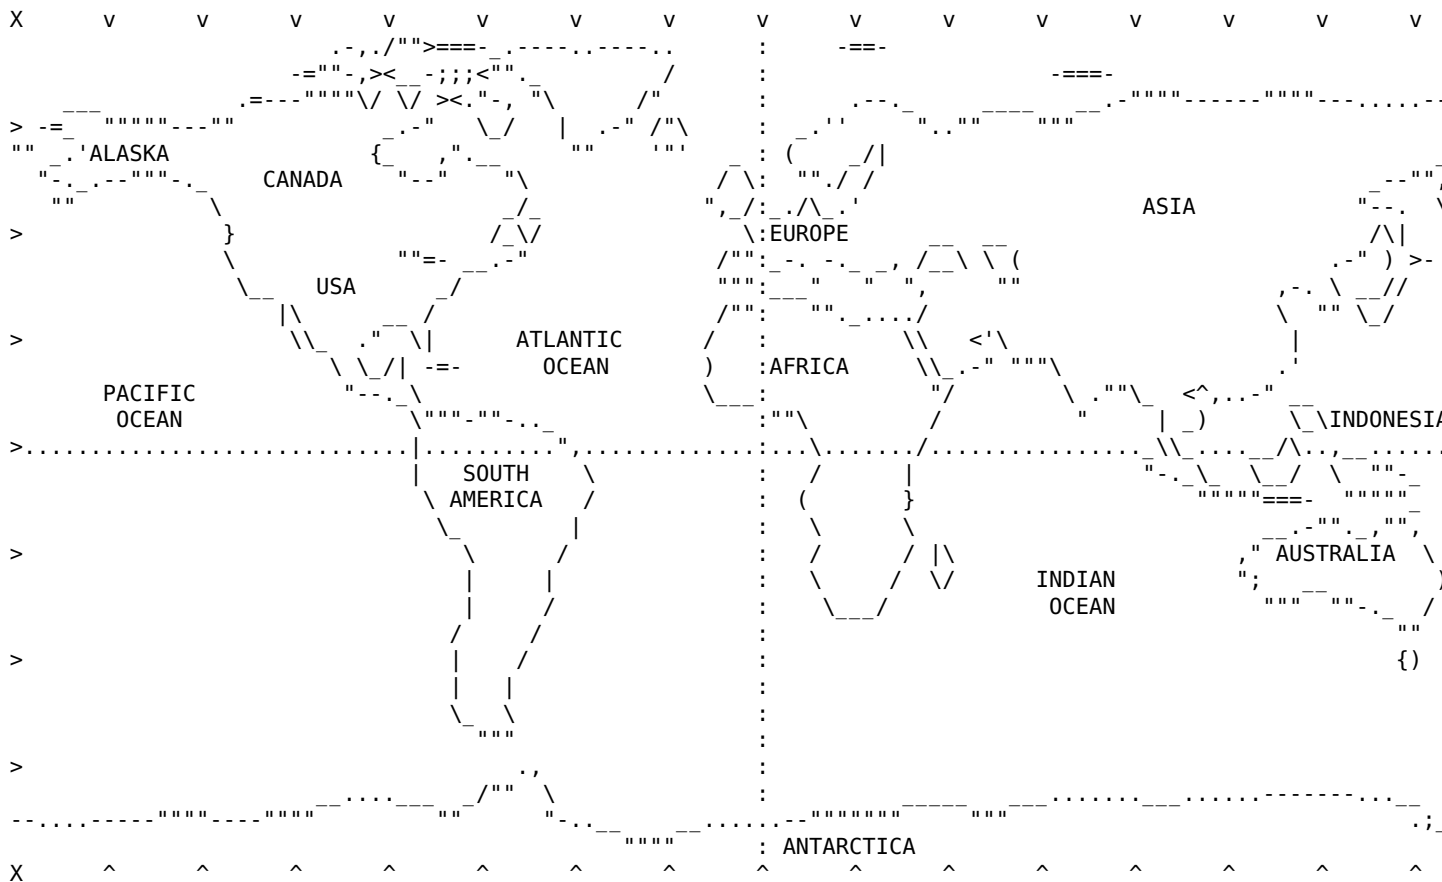 ALASKA
CANADA
ASIA
EUROPE
USA
ATLANTIC
OCEAN
AFRICA
PACIFIC
OCEAN
INDONESIA
SOUTH
AMERICA
AUSTRALIA
INDIAN
OCEAN
ANTARCTICA